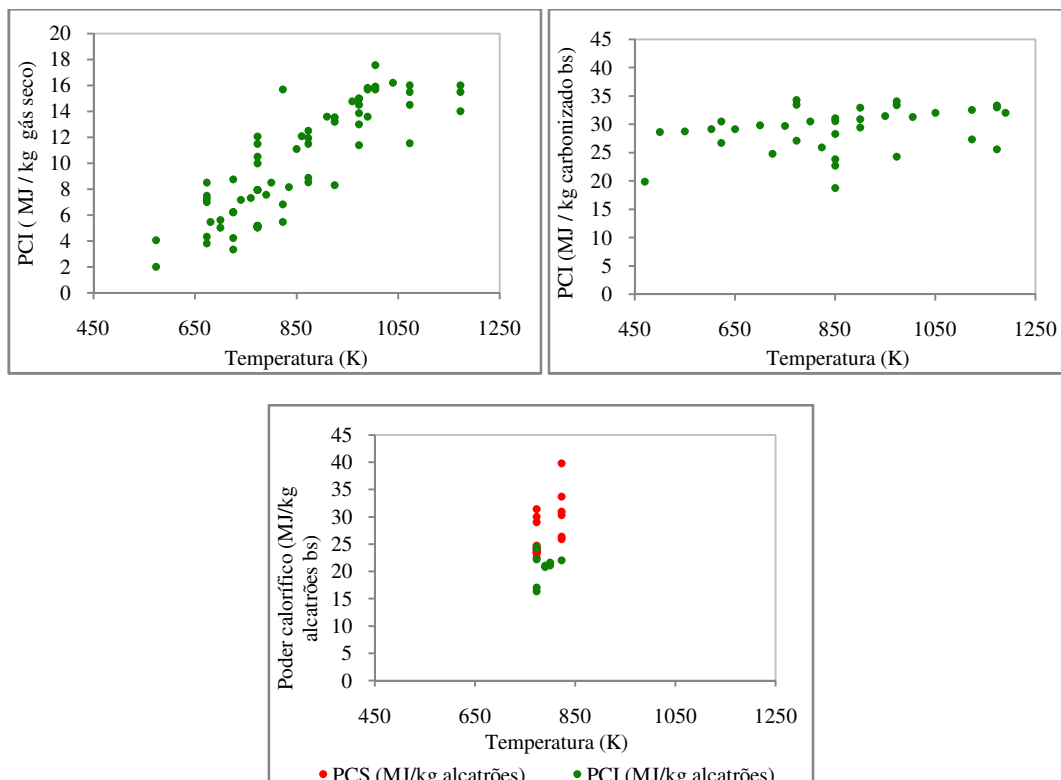 PCI ( MJ / kg gás seco)
20
18
16
14
12
10
8
6
4
2
0
450 650 850 1050 1250
Temperatura (K)
PCI (MJ / kg carbonizado bs)
45
40
35
30
25
20
15
10
5
0
450 650 850 1050 1250
Temperatura (K)
Poder calorífico (MJ/kg
alcatrões bs)
45
40
35
30
25
20
15
10
5
0
450 650 850 1050 1250
Temperatura (K)
PCS (MJ/kg alcatrões) PCI (MJ/kg alcatrões)